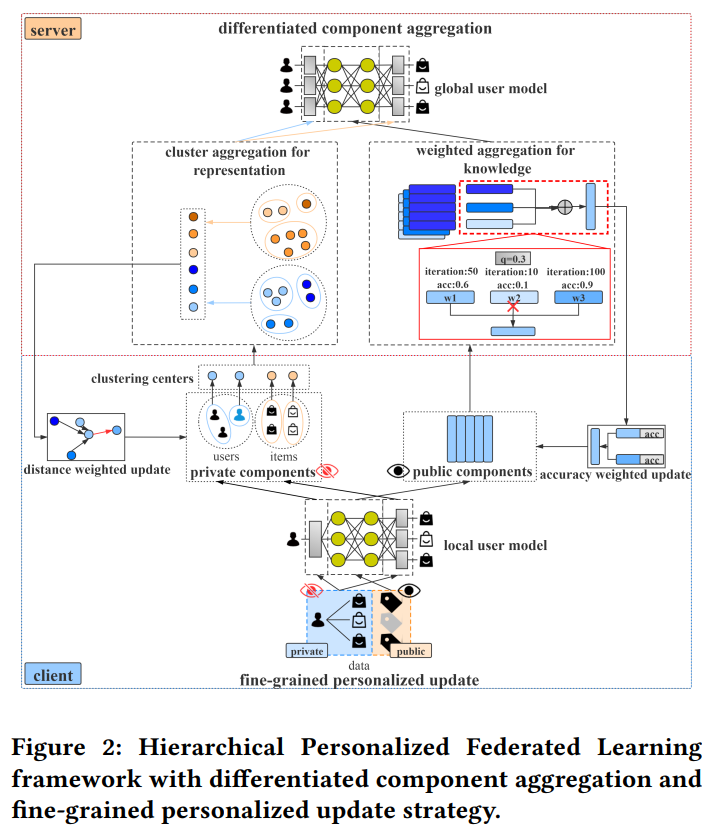 server
differentiated component aggregation
global user model
cluster aggregation for
representation
weighted aggregation for
knowledge
q=0.3
iteration:50 iteration:10 iteration:100
acc:0.6 acc:0.1 acc:0.9
w1 w2 w3
clustering centers
users items
distance weighted update
private components
public components
acc
acc
accuracy weighted update
local user model
private
public
data
client
fine-grained personalized update
Figure 2: Hierarchical Personalized Federated Learning
framework with differentiated component aggregation and
fine-grained personalized update strategy.